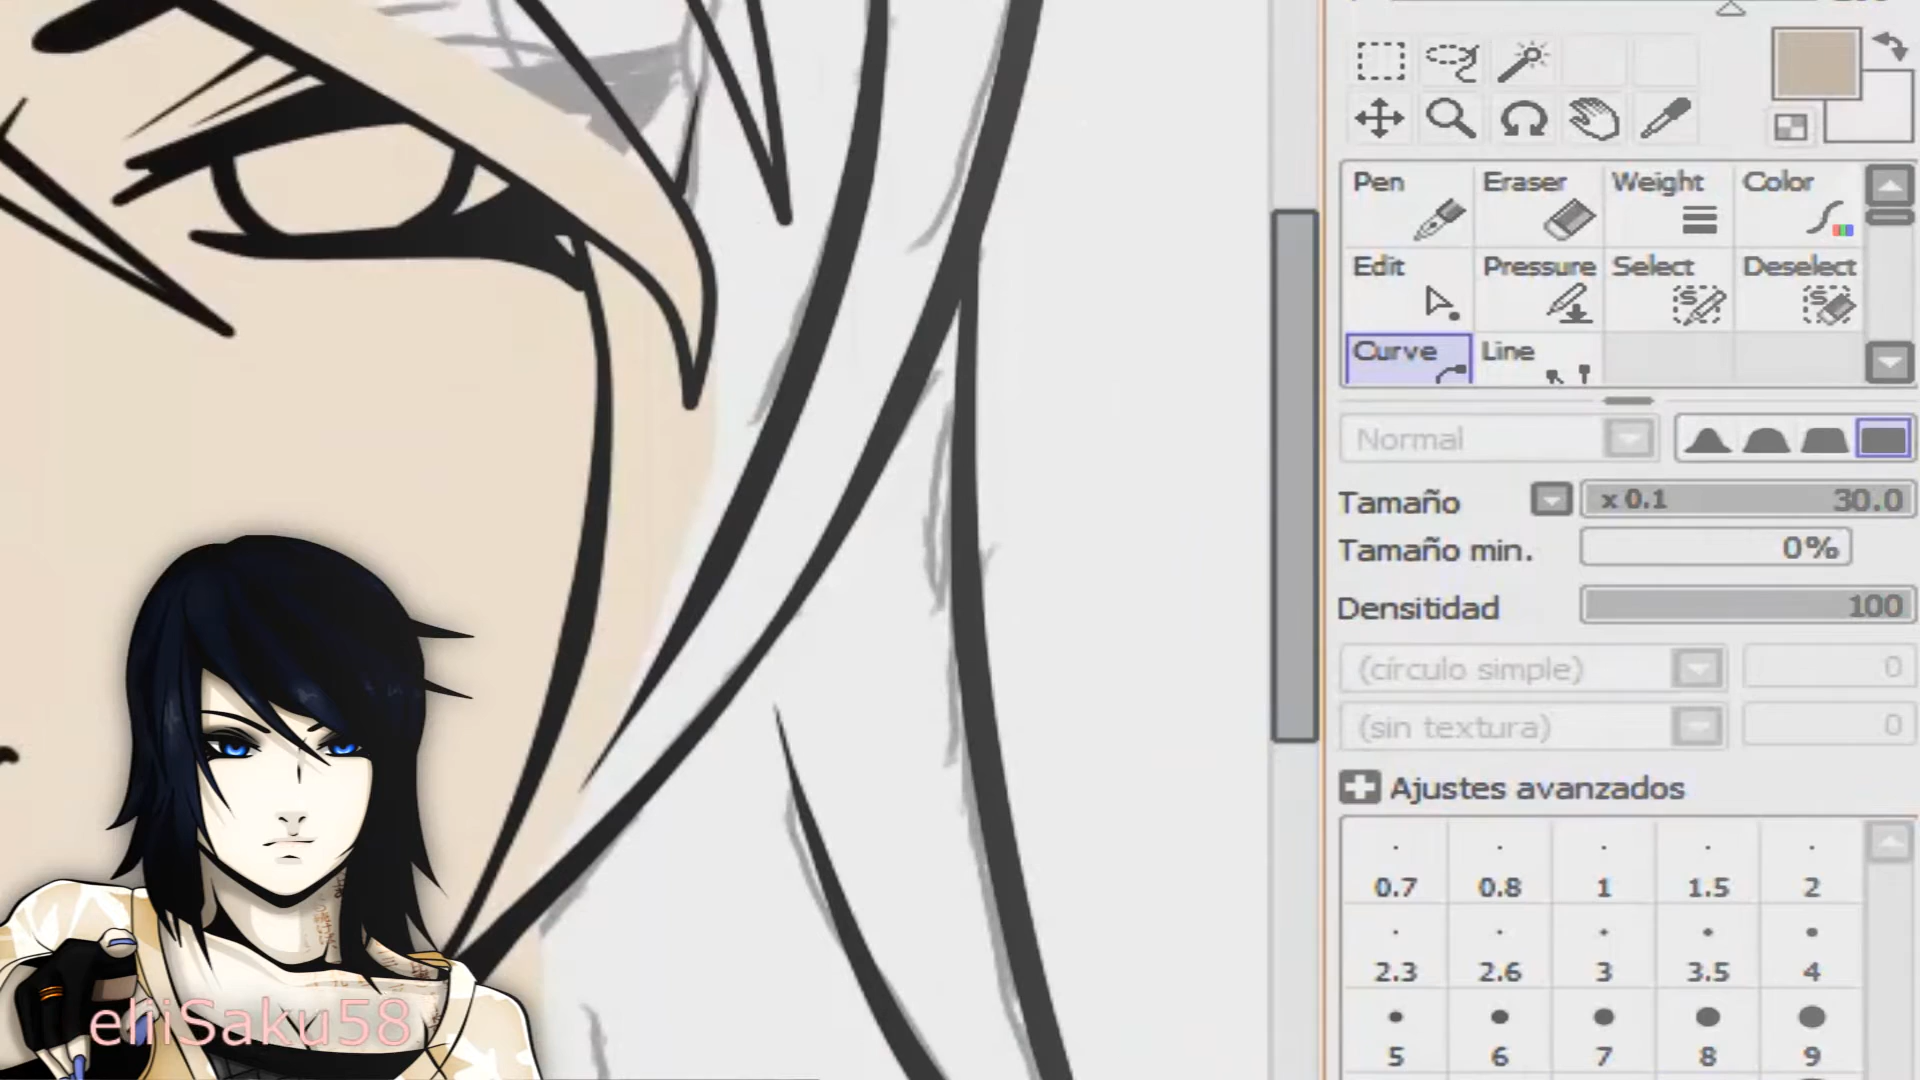 Pen Eraser Weight Color
Edit Pressure Select Deselect
Curve Line
Normal
Tamaño x 0.1 30.0
Tamaño min. 0%
Densitidad 100
(círculo simple) 0
(sin textura) 0
Ajustes avanzados
0.7 0.8 1 1.5 2
2.3 2.6 3 3.5 4
5 6 7 8 9
eliiSaku58